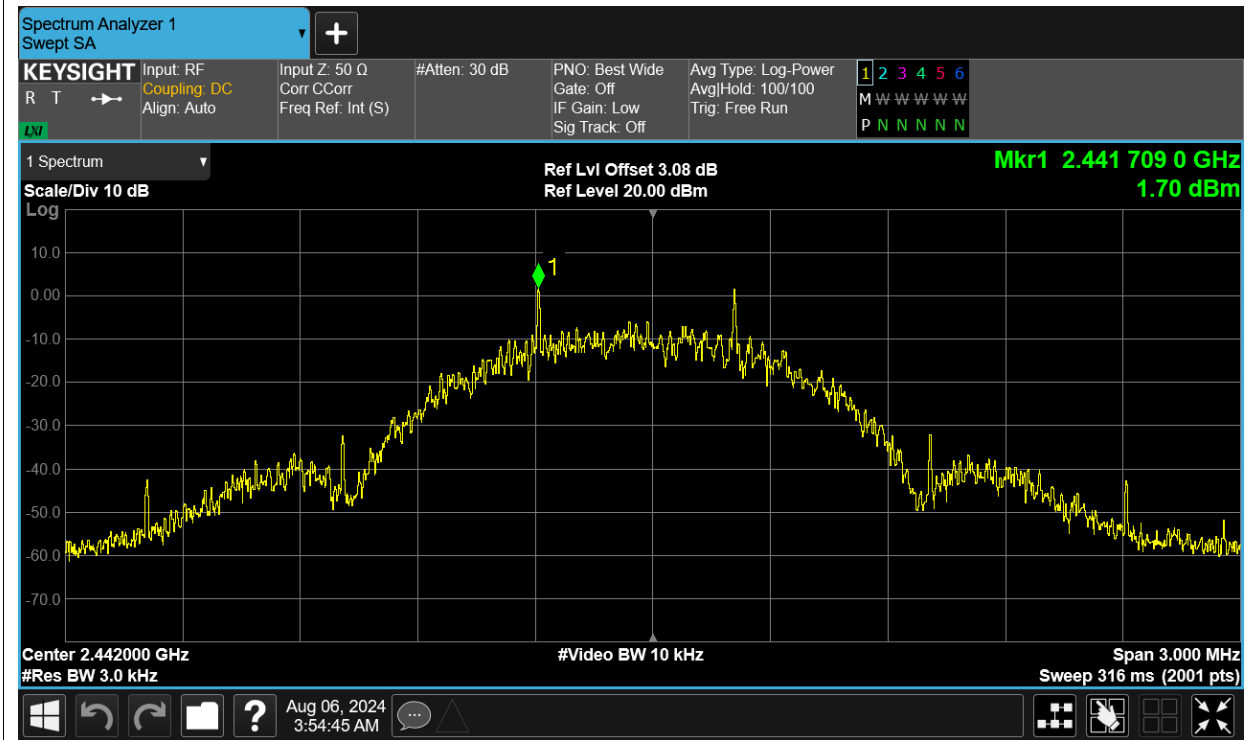 Spectrum Analyzer 1
Swept SA
KEYSIGHT
R T
LXI
Input: RF
Coupling: DC
Align: Auto
Input Z: 50 Ω
Corr CCorr
Freq Ref: Int (S)
#Atten: 30 dB
PNO: Best Wide
Gate: Off
IF Gain: Low
Sig Track: Off
Avg Type: Log-Power
Avg|Hold: 100/100
Trig: Free Run
1 2 3 4 5 6
M W W W W W
P N N N N N
1 Spectrum
Scale/Div 10 dB
Log
Ref Lvl Offset 3.08 dB
Ref Level 20.00 dBm
Mkr1 2.441 709 0 GHz
1.70 dBm
1
10.0
0.00
-10.0
-20.0
-30.0
-40.0
-50.0
-60.0
-70.0
Center 2.442000 GHz
#Res BW 3.0 kHz
#Video BW 10 kHz
Span 3.000 MHz
Sweep 316 ms (2001 pts)
?
Aug 06, 2024
3:54:45 AM